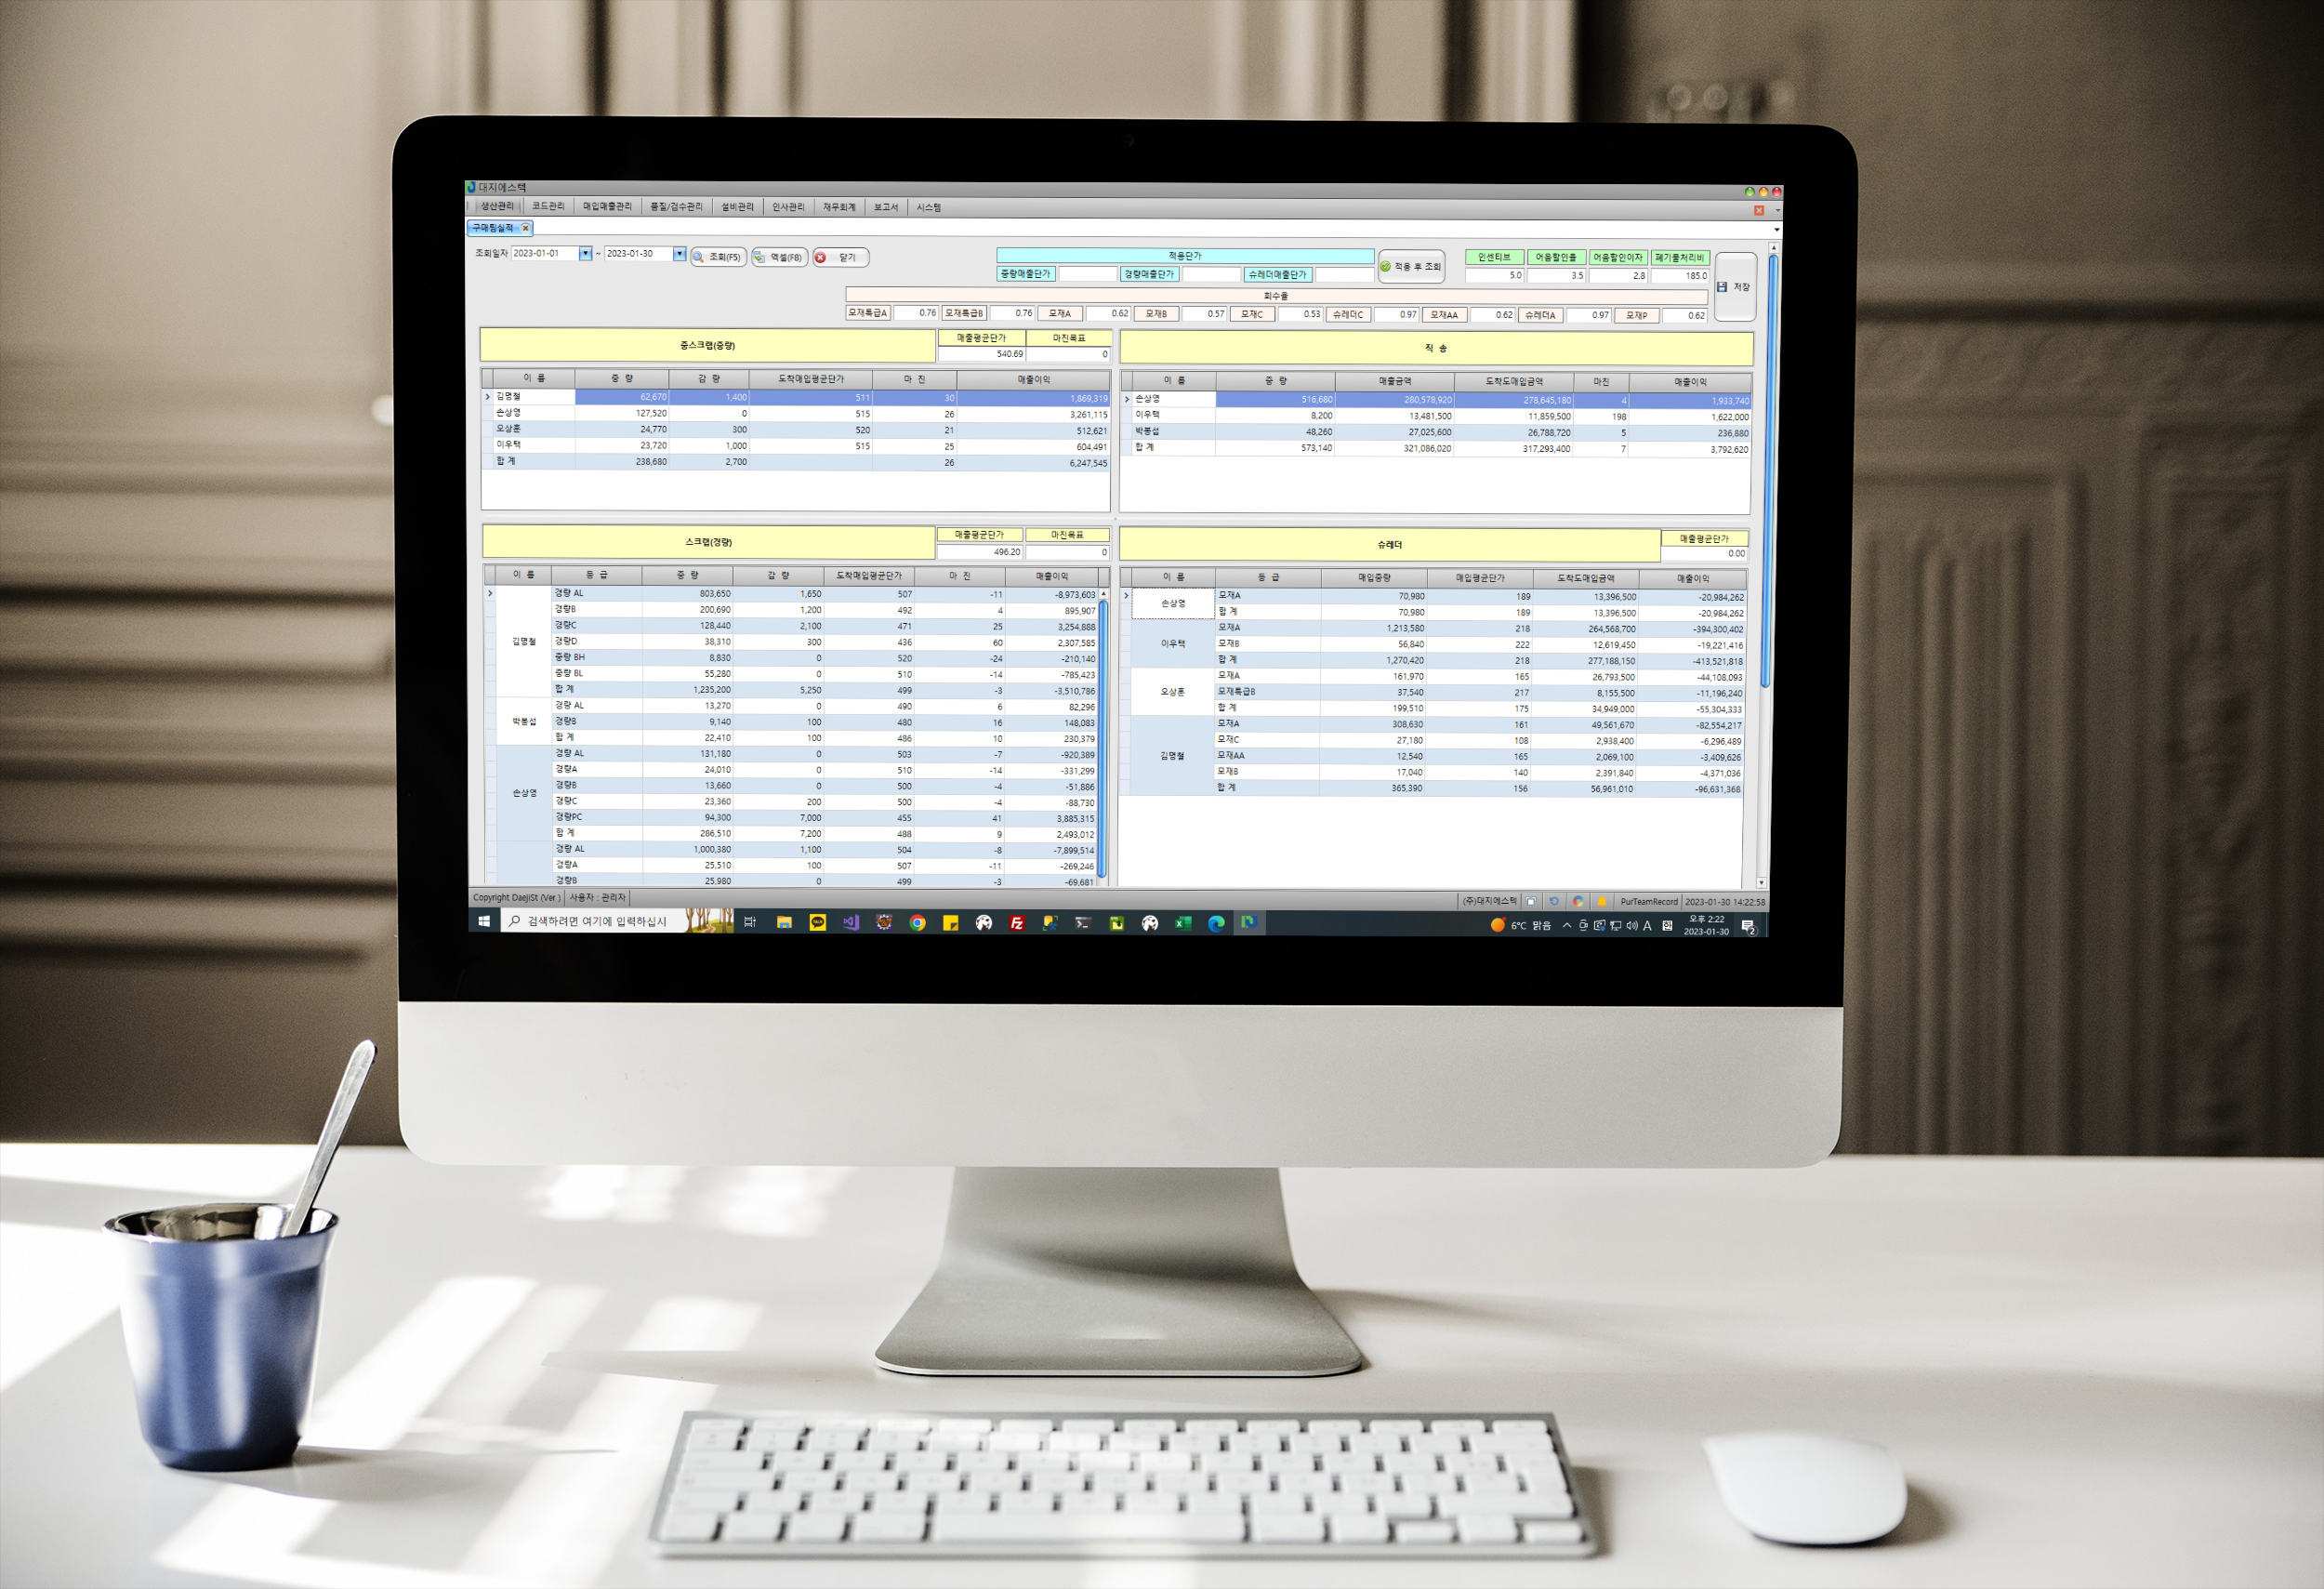 대지에스텍
생산관리 코드관리 매입매출관리 품질/검수관리 설비관리 인사관리 재무회계 보고서 시스템
구매팀실적
조회일자 2023-01-01 ~ 2023-01-30 조회(F5) 엑셀(F8) 닫기
적용단가
중량매출단가 경량매출단가 슈레더매출단가
적용 후 조회
인센티브 어음할인율 어음할인이자 폐기물처리비
5.0 3.5 2.8 185.0
저장
회수율
모재특급A 0.76 모재특급B 0.76 모재A 0.62 모재B 0.57 모재C 0.53 슈레더C 0.97 모재AA 0.62 슈레더A 0.97 모재P 0.62
중스크랩(중량)
매출평균단가 마진목표
540.69 0
이 름 중 량 감 량 도착매입평균단가 마 진 매출이익
김명철 62,670 1,400 511 30 1,869,319
손상영 127,520 0 515 26 3,261,115
오상훈 24,770 300 520 21 512,621
이우택 23,720 1,000 515 25 604,491
합 계 238,680 2,700 26 6,247,545
직 송
이 름 중 량 매출금액 도착도매입금액 마진 매출이익
손상영 516,680 280,578,920 278,645,180 4 1,933,740
이우택 8,200 13,481,500 11,859,500 198 1,622,000
박봉섭 48,260 27,025,600 26,788,720 5 236,880
합 계 573,140 321,086,020 317,293,400 7 3,792,620
스크랩(경량)
매출평균단가 마진목표
496.20 0
이 름 등 급 중 량 감 량 도착매입평균단가 마 진 매출이익
김명철
경량 AL 803,650 1,650 507 -11 -8,973,603
경량B 200,690 1,200 492 4 895,907
경량C 128,440 2,100 471 25 3,254,888
경량D 38,310 300 436 60 2,307,585
중량 BH 8,830 0 520 -24 -210,140
중량 BL 55,280 0 510 -14 -785,423
합 계 1,235,200 5,250 499 -3 -3,510,786
박봉섭
경량 AL 13,270 0 490 6 82,296
경량B 9,140 100 480 16 148,083
합 계 22,410 100 486 10 230,379
손상영
경량 AL 131,180 0 503 -7 -920,389
경량A 24,010 0 510 -14 -331,299
경량B 13,660 0 500 -4 -51,886
경량C 23,360 200 500 -4 -88,730
경량PC 94,300 7,000 455 41 3,885,315
합 계 286,510 7,200 488 9 2,493,012
경량 AL 1,000,380 1,100 504 -8 -7,899,514
경량A 25,510 100 507 -11 -269,246
경량B 25,980 0 499 -3 -69,681
슈레더
매출평균단가
0.00
이 름 등 급 매입중량 매입평균단가 도착도매입금액 매출이익
손상영
모재A 70,980 189 13,396,500 -20,984,262
합 계 70,980 189 13,396,500 -20,984,262
이우택
모재A 1,213,580 218 264,568,700 -394,300,402
모재B 56,840 222 12,619,450 -19,221,416
합 계 1,270,420 218 277,188,150 -413,521,818
오상훈
모재A 161,970 165 26,793,500 -44,108,093
모재특급B 37,540 217 8,155,500 -11,196,240
합 계 199,510 175 34,949,000 -55,304,333
김명철
모재A 308,630 161 49,561,670 -82,554,217
모재C 27,180 108 2,938,400 -6,296,489
모재AA 12,540 165 2,069,100 -3,409,626
모재B 17,040 140 2,391,840 -4,371,036
합 계 365,390 156 56,961,010 -96,631,368
Copyright DaejiSt (Ver ) 사용자 : 관리자
(주)대지에스텍 PurTeamRecord 2023-01-30 14:22:58
검색하려면 여기에 입력하십시
TALK
Fz
6°C 맑음 A 오후 2:22
2023-01-30
2